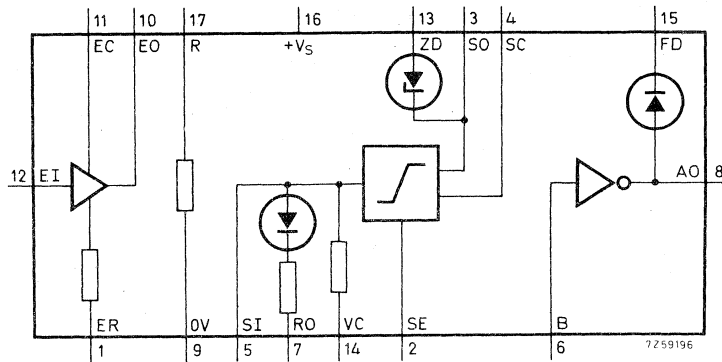 11 10 17 16 13 3 4 15
EC EO R +VS ZD SO SC FD
12 EI AO 8
ER 0V SI RO VC SE B
1 9 5 7 14 2 6
7Z59196